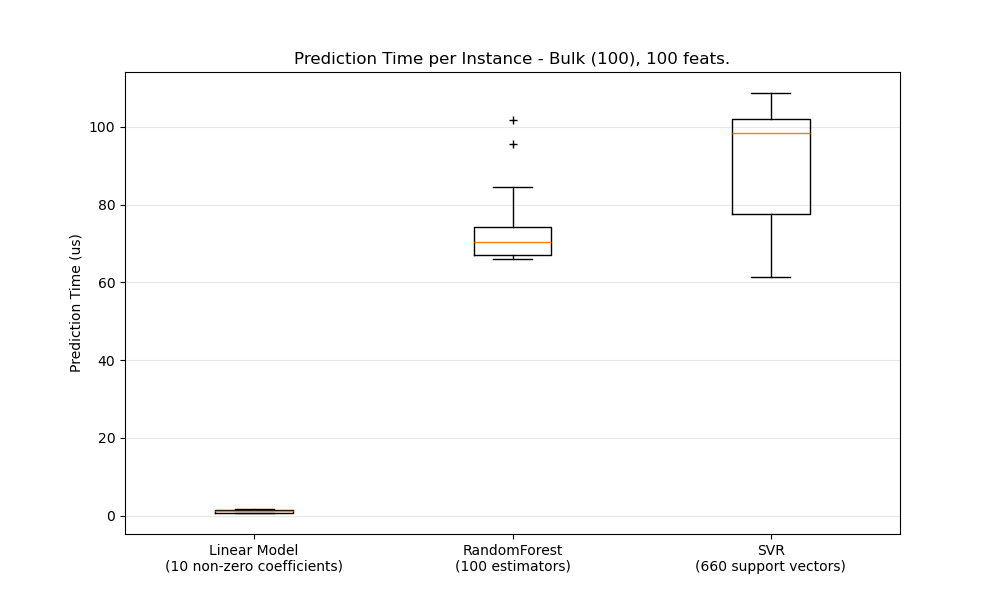 Prediction Time per Instance - Bulk (100), 100 feats.
Prediction Time (us)
100
80
60
40
20
0
Linear Model
(10 non-zero coefficients)
RandomForest
(100 estimators)
SVR
(660 support vectors)